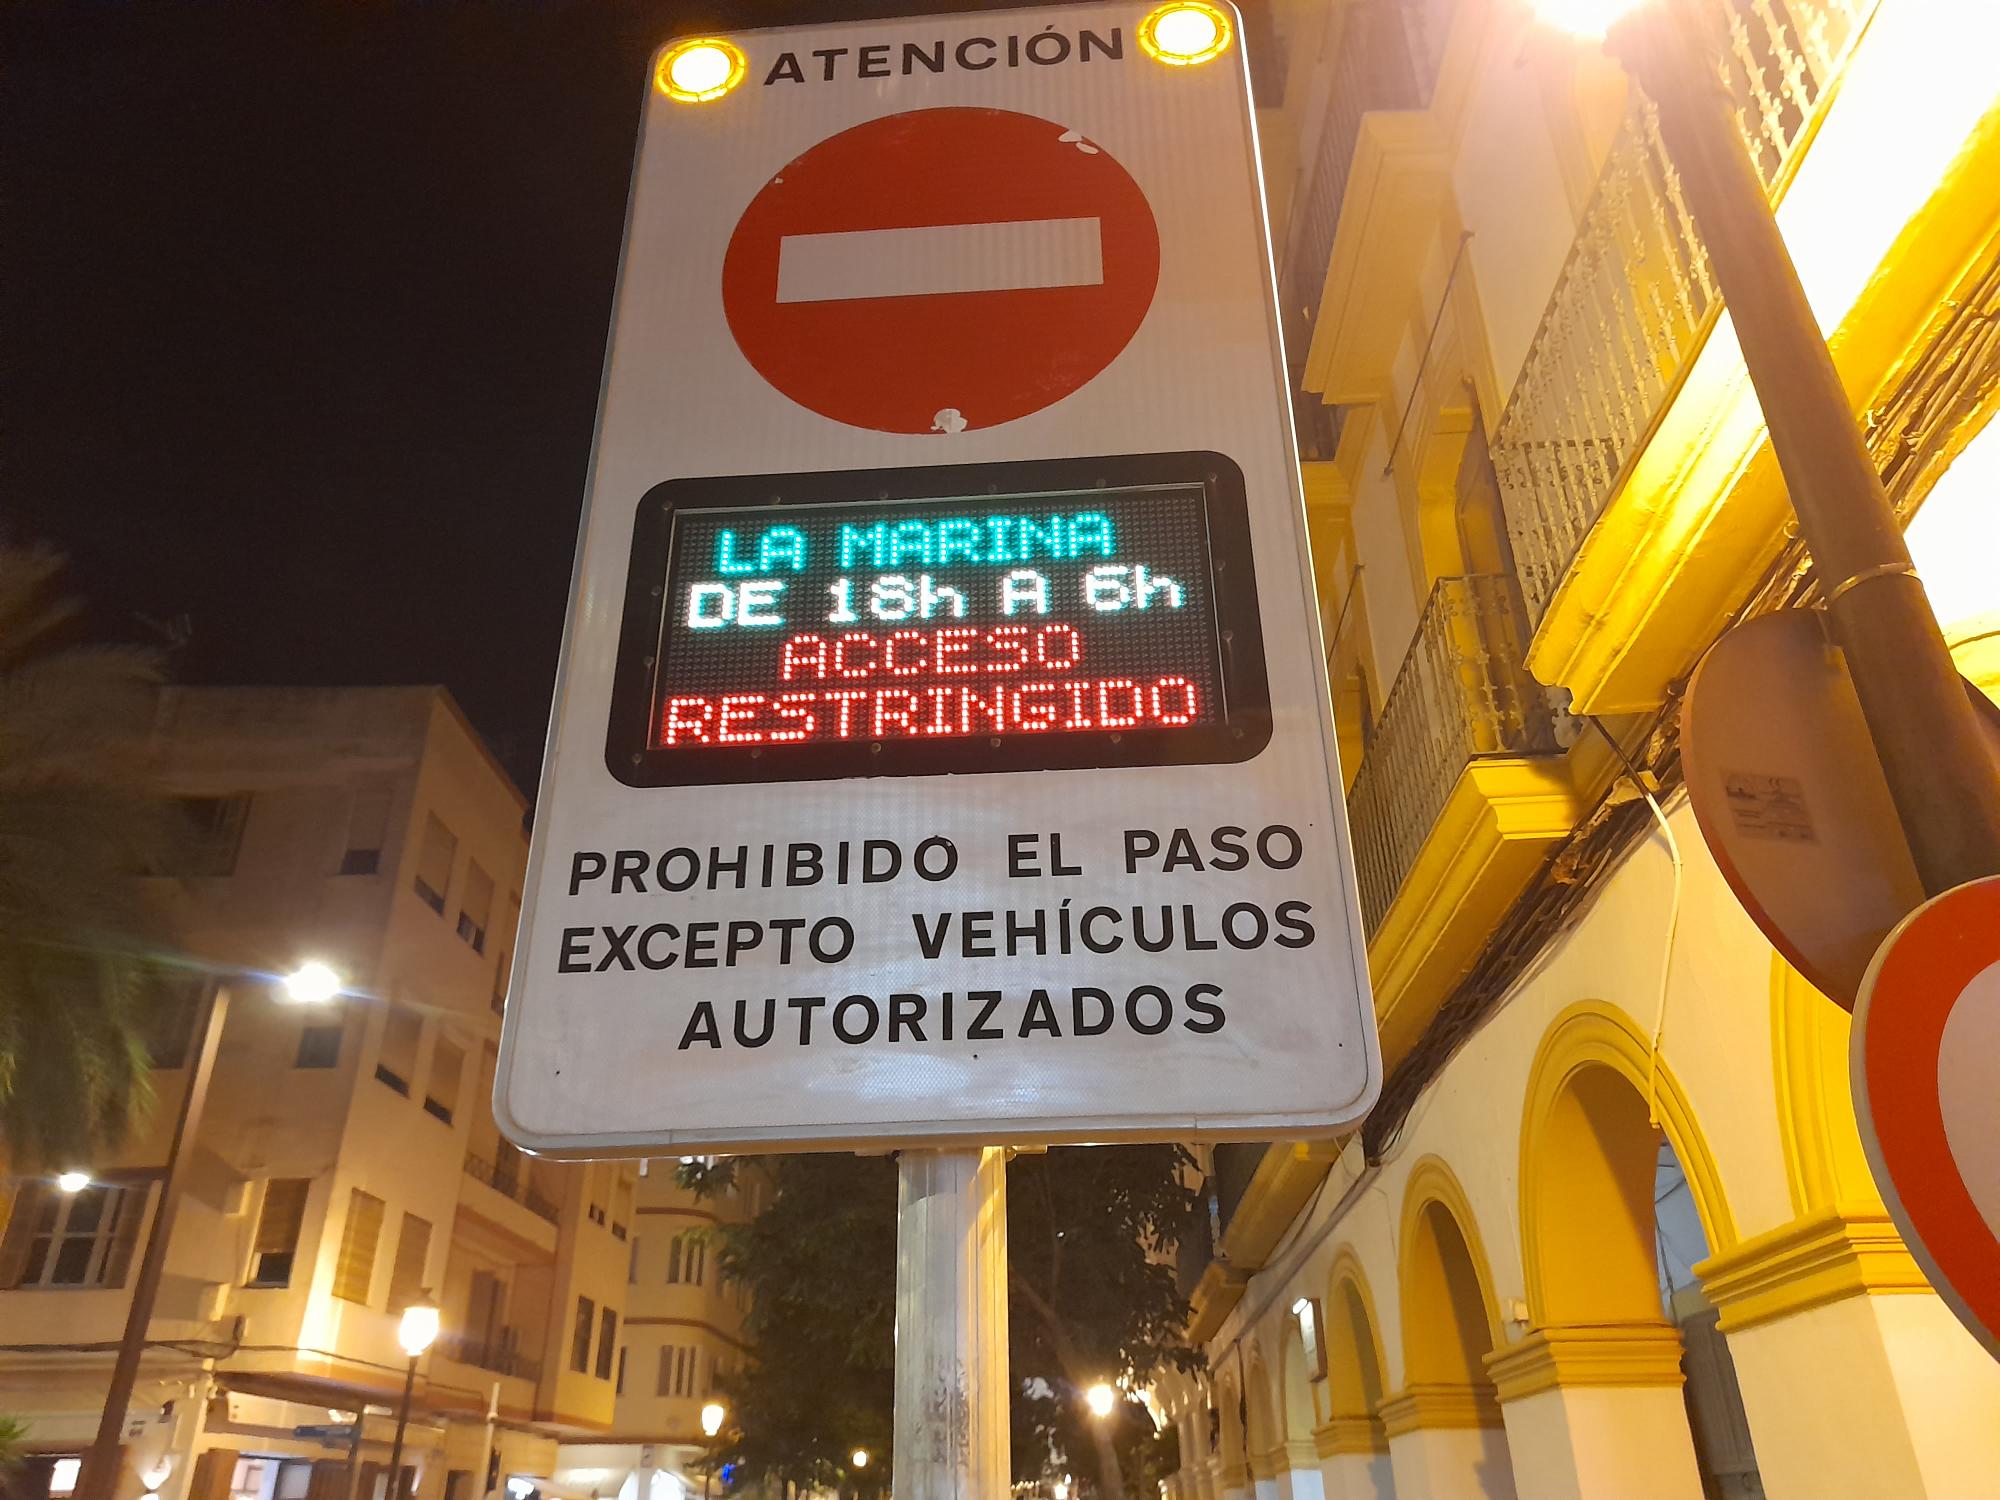 ATENCIÓN
LA MARINA
DE 18h A 6h
ACCESO
RESTRINGIDO
PROHIBIDO EL PASO
EXCEPTO VEHÍCULOS
AUTORIZADOS